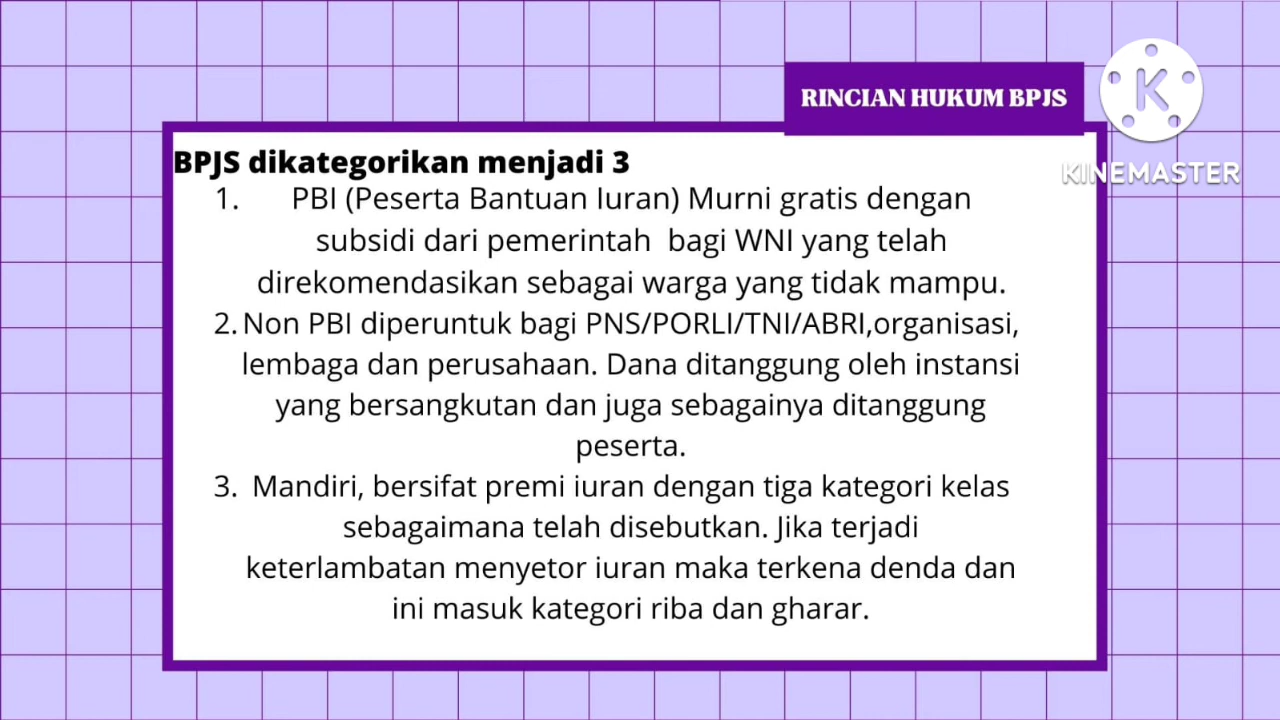 RINCIAN HUKUM BPJS
K
KINEMASTER
BPJS dikategorikan menjadi 3
1. PBI (Peserta Bantuan Iuran) Murni gratis dengan
subsidi dari pemerintah bagi WNI yang telah
direkomendasikan sebagai warga yang tidak mampu.
2. Non PBI diperuntuk bagi PNS/PORLI/TNI/ABRI,organisasi,
lembaga dan perusahaan. Dana ditanggung oleh instansi
yang bersangkutan dan juga sebagainya ditanggung
peserta.
3. Mandiri, bersifat premi iuran dengan tiga kategori kelas
sebagaimana telah disebutkan. Jika terjadi
keterlambatan menyetor iuran maka terkena denda dan
ini masuk kategori riba dan gharar.